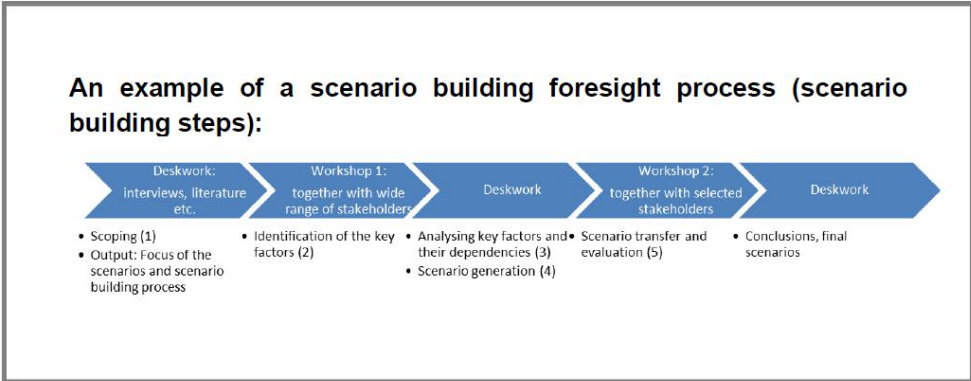 An example of a scenario building foresight process (scenario
building steps):
Deskwork:
interviews, literature
etc.
Workshop 1:
together with wide
range of stakeholders
Deskwork
Workshop 2:
together with selected
stakeholders
Deskwork
• Scoping (1)
• Output: Focus of the
scenarios and scenario
building process
• Identification of the key
factors (2)
• Analysing key factors and
their dependencies (3)
• Scenario generation (4)
• Scenario transfer and
evaluation (5)
• Conclusions, final
scenarios